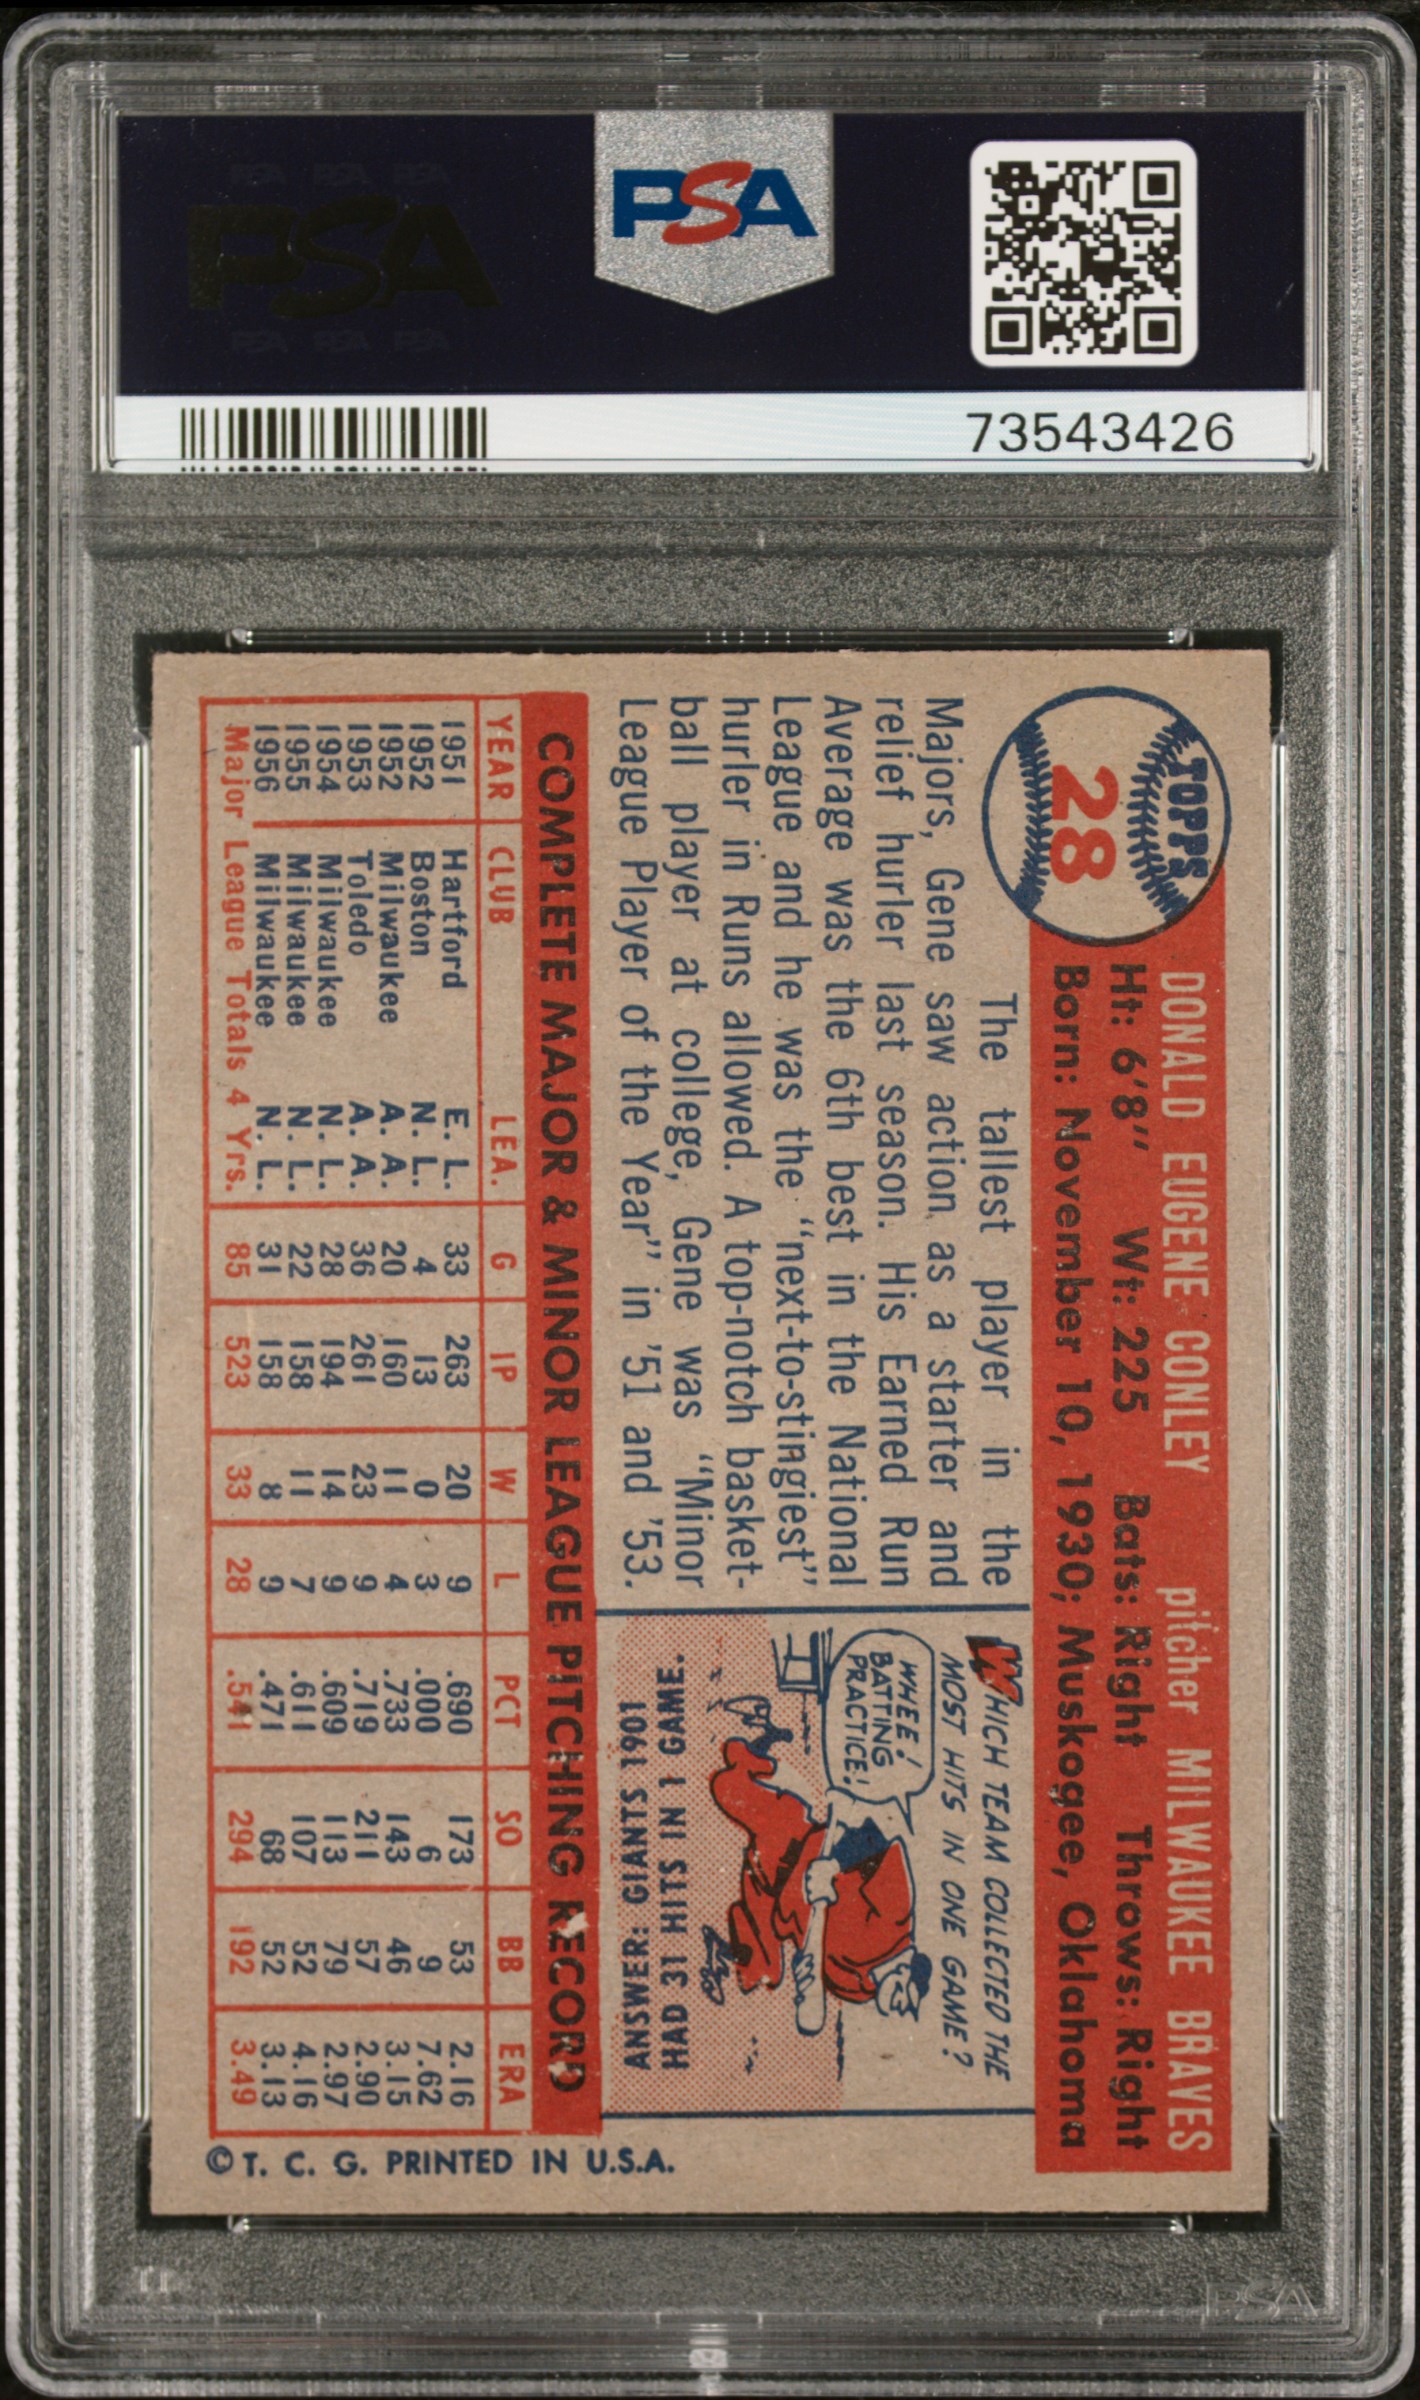 PSA
PSA PSA PSA
PSA
PSA PSA PSA
73543426
TOPPS
28
DONALD EUGENE CONLEY pitcher MILWAUKEE BRAVES
Ht: 6'8" Wt: 225 Bats: Right Throws: Right
Born: November 10, 1930; Muskogee, Oklahoma
The tallest player in the
Majors, Gene saw action as a starter and
relief hurler last season. His Earned Run
Average was the 6th best in the National
League and he was the "next-to-stingiest"
hurler in Runs allowed. A top-notch basket-
ball player at college, Gene was "Minor
League Player of the Year" in '51 and '53.
WHICH TEAM COLLECTED THE
MOST HITS IN ONE GAME?
WHEE!
BATTING
PRACTICE!
ANSWER: GIANTS 1901
HAD 31 HITS IN 1 GAME.
COMPLETE MAJOR & MINOR LEAGUE PITCHING RECORD
YEAR CLUB LEA. G IP W L PCT SO BB ERA
1951 Hartford E. L. 33 263 20 9 .690 173 53 2.16
1952 Boston N. L. 4 13 0 3 .000 6 9 7.62
1952 Milwaukee A. A. 20 160 11 4 .733 143 46 3.15
1953 Toledo A. A. 36 261 23 9 .719 211 57 2.90
1954 Milwaukee N. L. 28 194 14 9 .609 113 79 2.97
1955 Milwaukee N. L. 22 158 11 7 .611 107 52 4.16
1956 Milwaukee N. L. 31 158 8 9 .471 68 52 3.13
Major League Totals 4 Yrs. 85 523 33 28 .541 294 192 3.49
© T. C. G. PRINTED IN U.S.A.
PSA